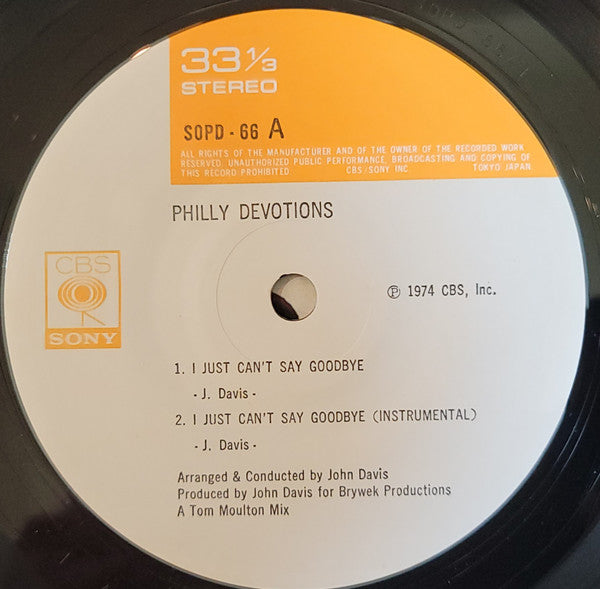 33 1/3
STEREO
SOPD - 66 A
ALL RIGHTS OF THE MANUFACTURER AND OF THE OWNER OF THE RECORDED WORK
RESERVED. UNAUTHORIZED PUBLIC PERFORMANCE, BROADCASTING AND COPYING OF
THIS RECORD PROHIBITED CBS/SONY INC. TOKYO JAPAN
PHILLY DEVOTIONS
CBS
SONY
℗ 1974 CBS, Inc.
1. I JUST CAN'T SAY GOODBYE
- J. Davis -
2. I JUST CAN'T SAY GOODBYE (INSTRUMENTAL)
- J. Davis -
Arranged & Conducted by John Davis
Produced by John Davis for Brywek Productions
A Tom Moulton Mix